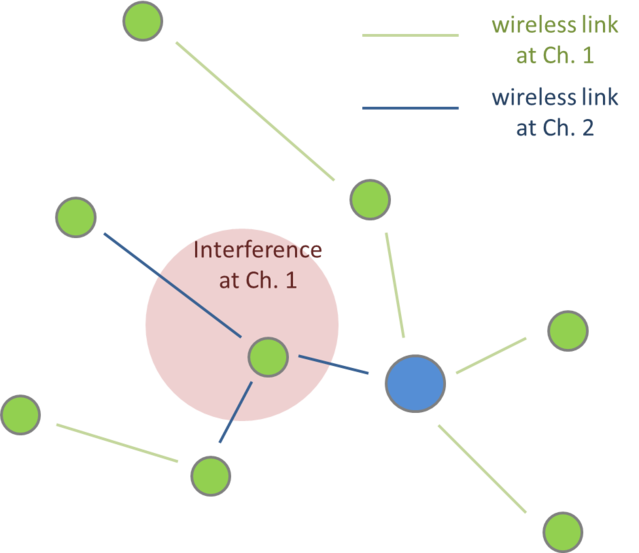 wireless link
at Ch. 1
wireless link
at Ch. 2
Interference
at Ch. 1